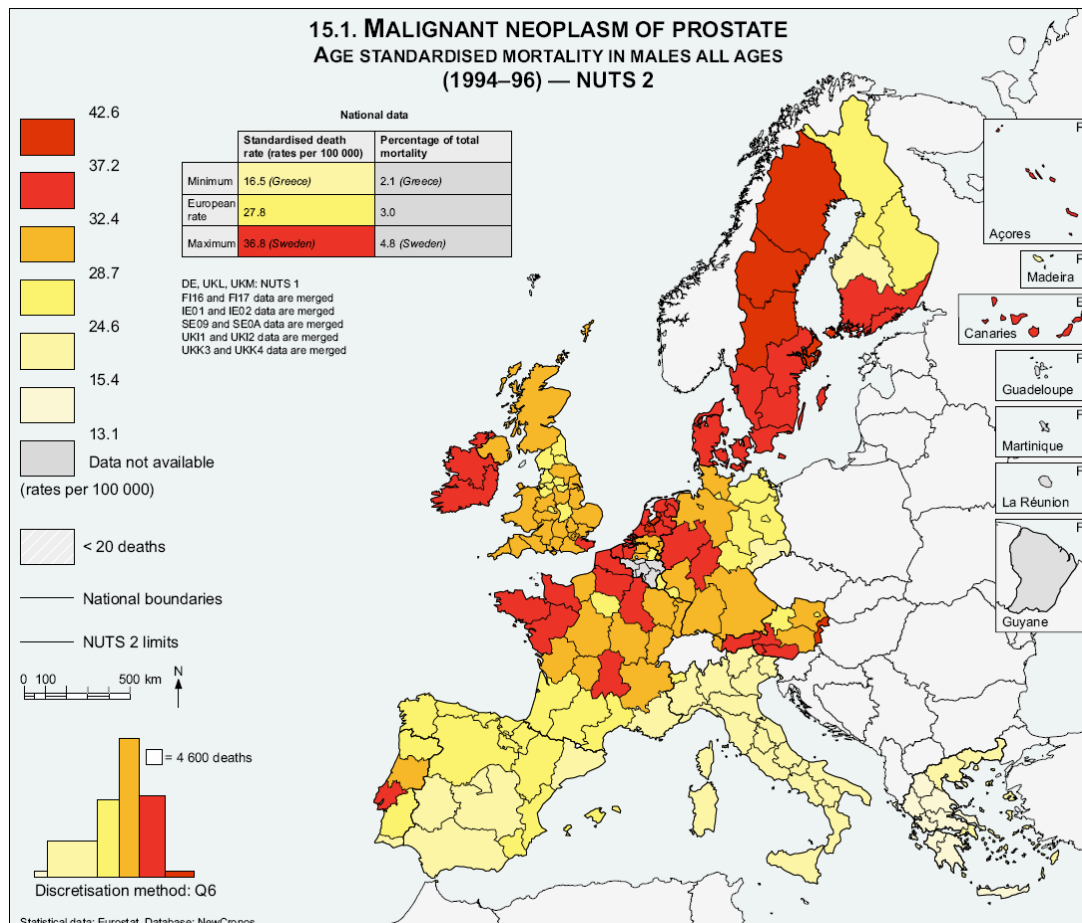 15.1. MALIGNANT NEOPLASM OF PROSTATE
AGE STANDARDISED MORTALITY IN MALES ALL AGES
(1994–96) — NUTS 2
42.6
37.2
32.4
28.7
24.6
15.4
13.1
Data not available
(rates per 100 000)
< 20 deaths
National boundaries
NUTS 2 limits
0 100 500 km
N
= 4 600 deaths
Discretisation method: Q6
Statistical data: Eurostat, Database: NewCronos
National data
Standardised death rate (rates per 100 000) Percentage of total mortality
Minimum 16.5 (Greece) 2.1 (Greece)
European rate 27.8 3.0
Maximum 36.8 (Sweden) 4.8 (Sweden)
DE, UKL, UKM: NUTS 1
FI16 and FI17 data are merged
IE01 and IE02 data are merged
SE09 and SE0A data are merged
UKI1 and UKI2 data are merged
UKK3 and UKK4 data are merged
Açores
Madeira
Canaries
Guadeloupe
Martinique
La Réunion
Guyane